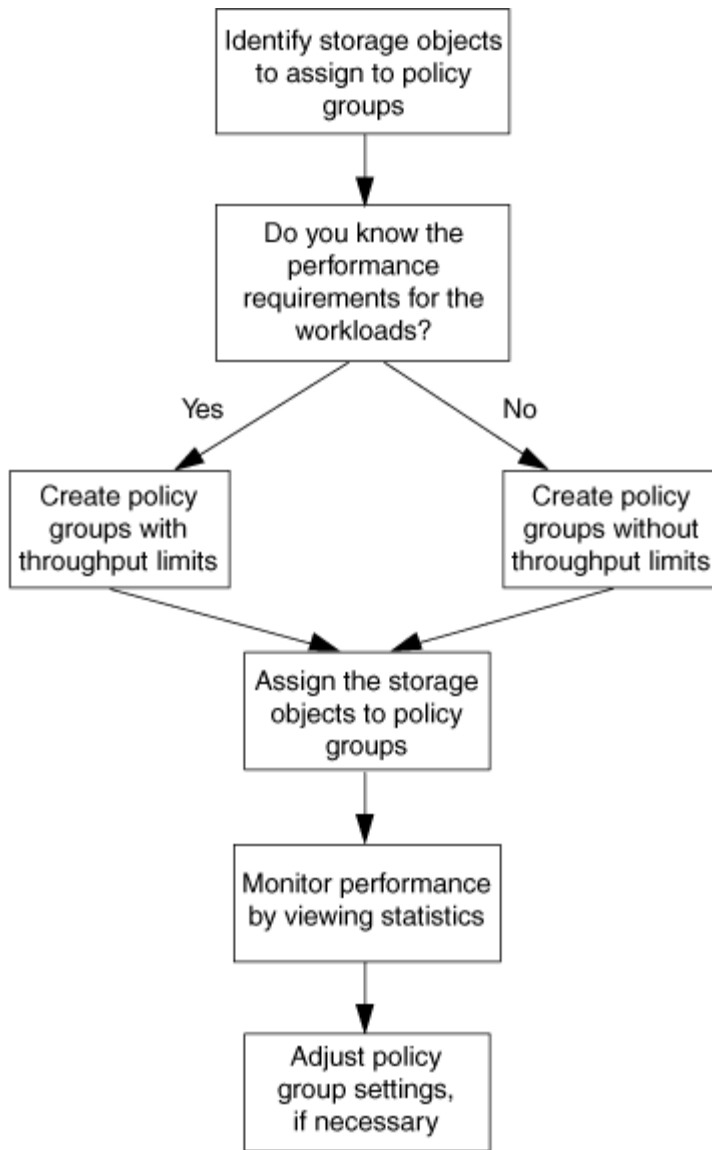 Identify storage objects
to assign to policy
groups
Do you know the
performance
requirements for the
workloads?
Yes
No
Create policy
groups with
throughput limits
Create policy
groups without
throughput limits
Assign the storage
objects to policy
groups
Monitor performance
by viewing statistics
Adjust policy
group settings,
if necessary